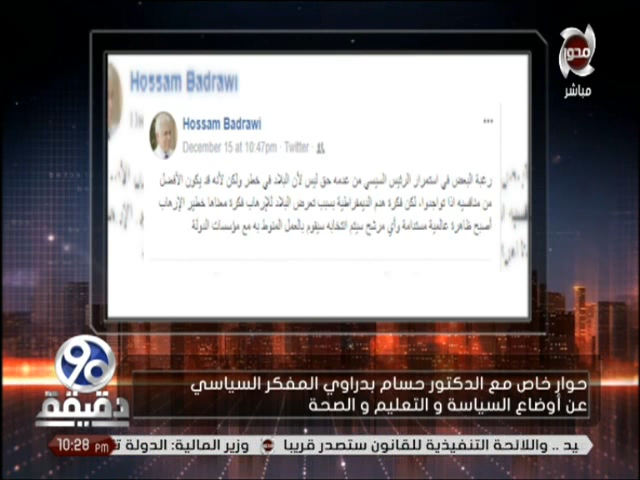 محور
مباشر
Hossam Badrawi
Hossam Badrawi
December 15 at 10:47pm · Twitter ·
رغبة البعض في استمرار الرئيس السيسي من عدمه حق ليس لأن البلاد في خطر ولكن لأنه قد يكون الأفضل
من منافسيه اذا تواجدوا، لكن فكرة هدم الديمقراطية بسبب تعرض البلاد للإرهاب فكرة معناها خطير الإرهاب
أصبح ظاهرة عالمية مستدامة وأي مرشح سيتم انتخابه سيقوم بالعمل المنوط به مع مؤسسات الدولة
90
دقيقة
حوار خاص مع الدكتور حسام بدراوي المفكر السياسي
عن أوضاع السياسة و التعليم و الصحة
10:28 PM
يد .. واللائحة التنفيذية للقانون ستصدر قريبا
وزير المالية: الدولة ت